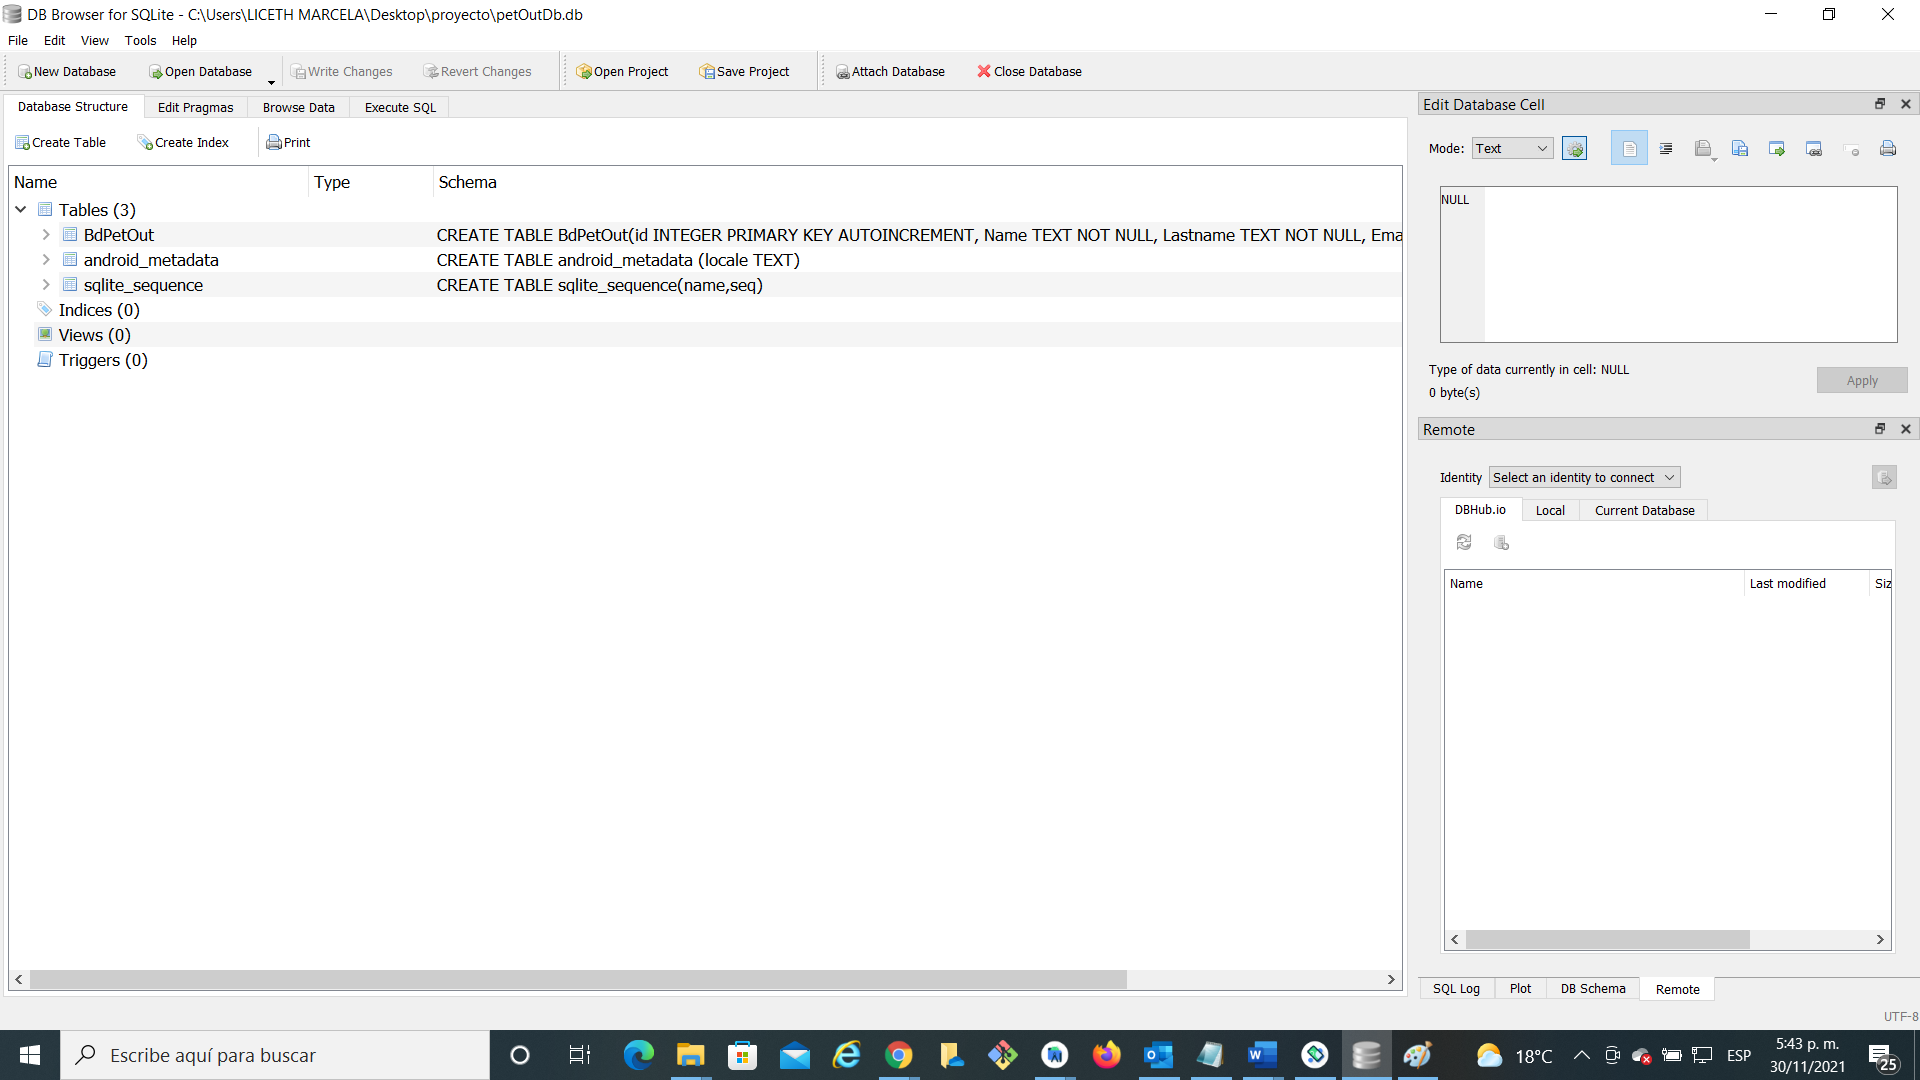 DB Browser for SQLite - C:\Users\LICETH MARCELA\Desktop\proyecto\petOutDb.db
File Edit View Tools Help
New Database Open Database Write Changes Revert Changes Open Project Save Project Attach Database Close Database
Database Structure Edit Pragmas Browse Data Execute SQL
Create Table Create Index Print
Name Type Schema
Tables (3)
BdPetOut CREATE TABLE BdPetOut(id INTEGER PRIMARY KEY AUTOINCREMENT, Name TEXT NOT NULL, Lastname TEXT NOT NULL, Ema
android_metadata CREATE TABLE android_metadata (locale TEXT)
sqlite_sequence CREATE TABLE sqlite_sequence(name,seq)
Indices (0)
Views (0)
Triggers (0)
Edit Database Cell
Mode: Text
NULL
Type of data currently in cell: NULL
0 byte(s)
Apply
Remote
Identity Select an identity to connect
DBHub.io Local Current Database
Name Last modified Siz
SQL Log Plot DB Schema Remote
UTF-8
Escribe aquí para buscar
18°C ESP
5:43 p. m.
30/11/2021
25